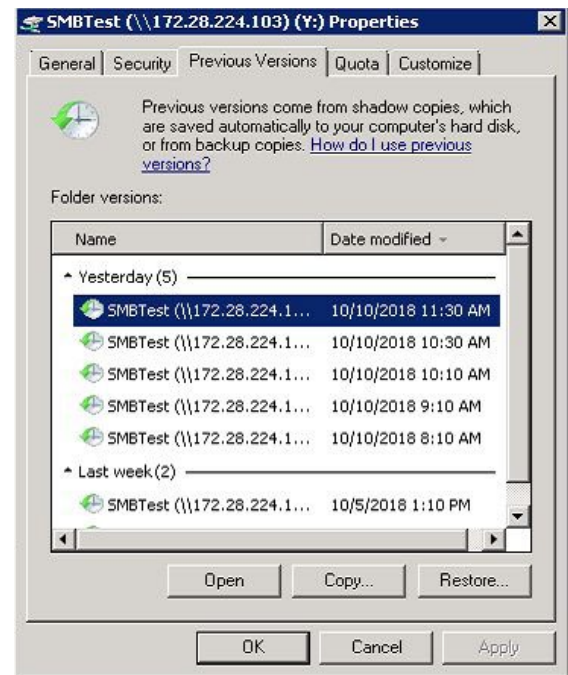 SMBTest (\\172.28.224.103) (Y:) Properties
General Security Previous Versions Quota Customize
Previous versions come from shadow copies, which
are saved automatically to your computer's hard disk,
or from backup copies. How do I use previous
versions?
Folder versions:
Name Date modified
Yesterday (5)
SMBTest (\\172.28.224.1... 10/10/2018 11:30 AM
SMBTest (\\172.28.224.1... 10/10/2018 10:30 AM
SMBTest (\\172.28.224.1... 10/10/2018 10:10 AM
SMBTest (\\172.28.224.1... 10/10/2018 9:10 AM
SMBTest (\\172.28.224.1... 10/10/2018 8:10 AM
Last week (2)
SMBTest (\\172.28.224.1... 10/5/2018 1:10 PM
Open Copy... Restore...
OK Cancel Apply